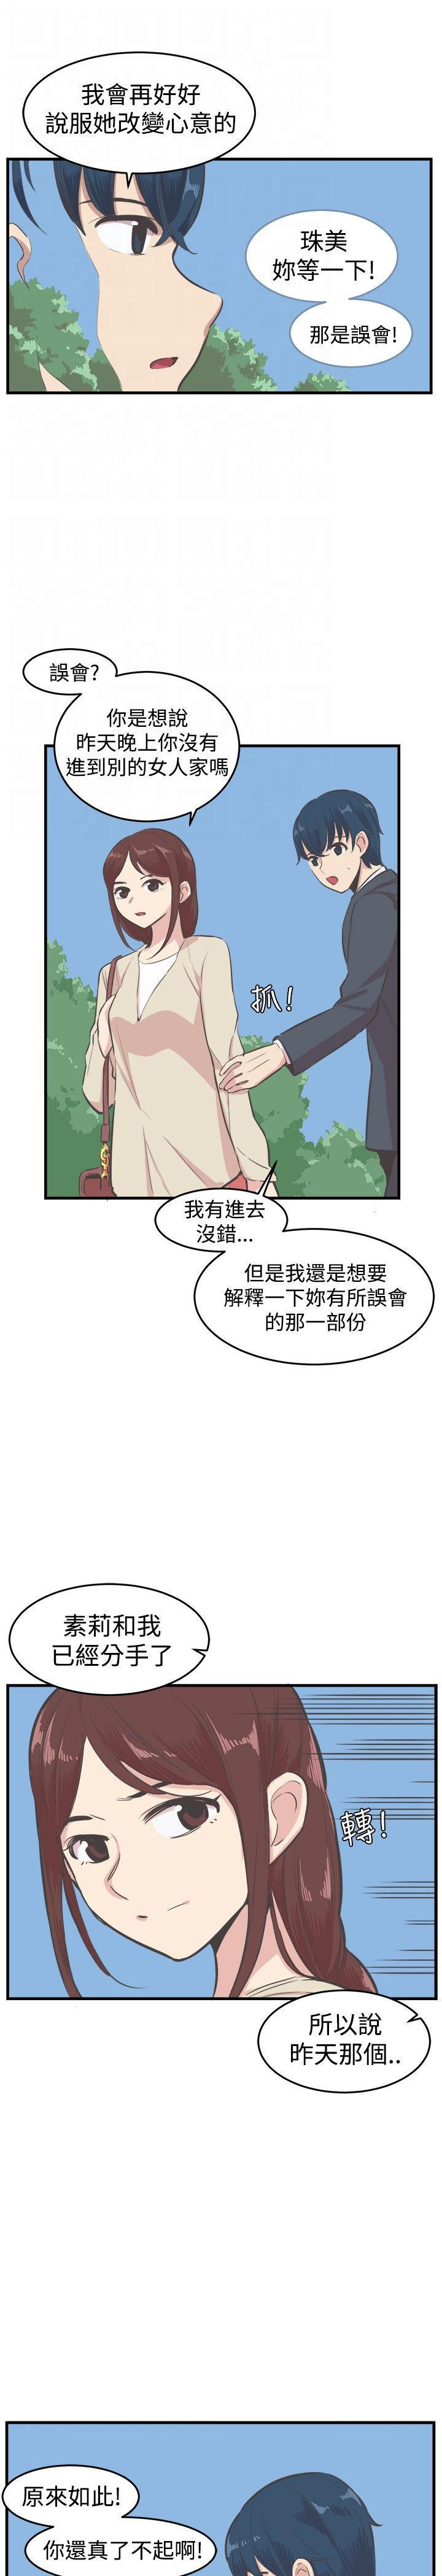 我會再好好
說服她改變心意的
珠美
妳等一下!
那是誤會!
誤會?
你是想說
昨天晚上你沒有
進到別的女人家嗎
抓!
我有進去
沒錯...
但是我還是想要
解釋一下妳有所誤會
的那一部份
素莉和我
已經分手了
轉!
所以說
昨天那個..
原來如此!
你還真了不起啊!